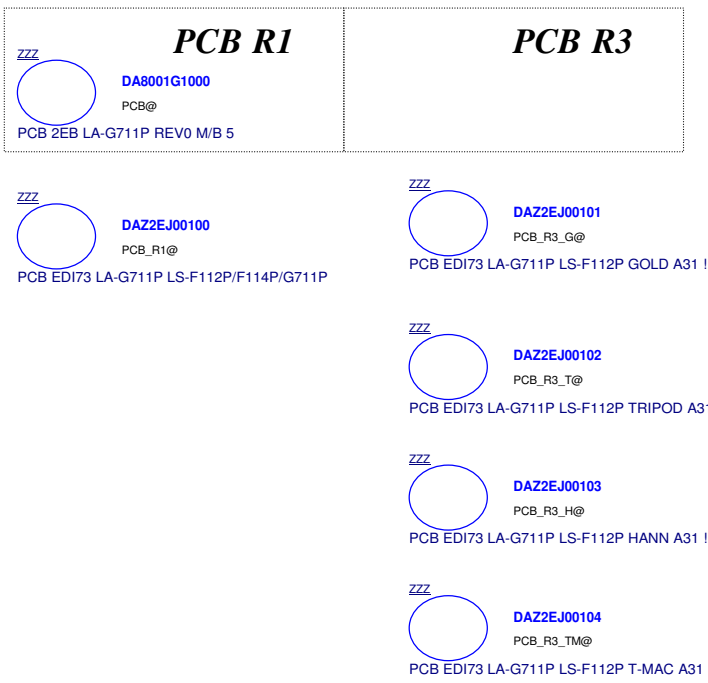 PCB R1
PCB R3
ZZZ
DA8001G1000
PCB@
PCB 2EB LA-G711P REV0 M/B 5
ZZZ
DAZ2EJ00100
PCB_R1@
PCB EDI73 LA-G711P LS-F112P/F114P/G711P
ZZZ
DAZ2EJ00101
PCB_R3_G@
PCB EDI73 LA-G711P LS-F112P GOLD A31 !
ZZZ
DAZ2EJ00102
PCB_R3_T@
PCB EDI73 LA-G711P LS-F112P TRIPOD A31
ZZZ
DAZ2EJ00103
PCB_R3_H@
PCB EDI73 LA-G711P LS-F112P HANN A31 !
ZZZ
DAZ2EJ00104
PCB_R3_TM@
PCB EDI73 LA-G711P LS-F112P T-MAC A31